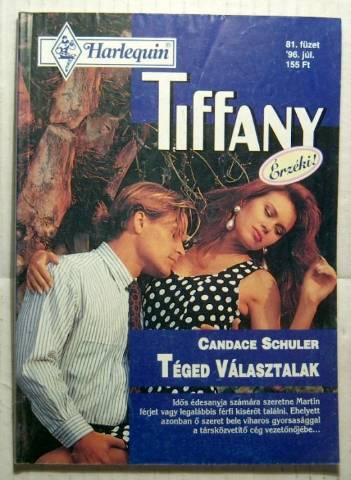 Harlequin®
81. füzet
'96. júl.
155 Ft
TIFFANY
Érzéki!
CANDACE SCHULER
TÉGED VÁLASZTALAK
Idős édesanyja számára szeretne Martin
férjet vagy legalábbis férfi kísérőt találni. Ehelyett
azonban ő szeret bele viharos gyorsasággal
a társközvetítő cég vezetőnőjébe...